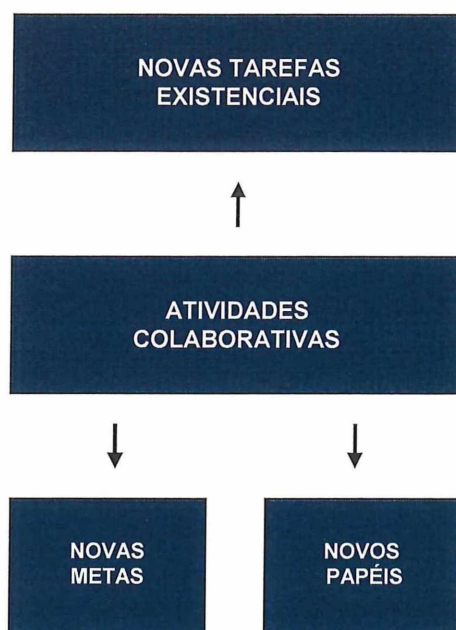 NOVAS TAREFAS
EXISTENCIAIS
ATIVIDADES
COLABORATIVAS
NOVAS
METAS
NOVOS
PAPÉIS